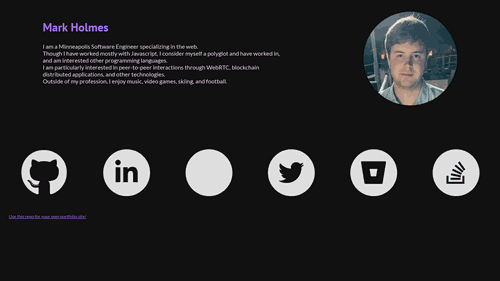 Mark Holmes
I am a Minneapolis Software Engineer specializing in the web.
Though I have worked mostly with Javascript, I consider myself a polyglot and have worked in,
and am interested other programming languages.
I am particularly interested in peer-to-peer interactions through WebRTC, blockchain
distributed applications, and other technologies.
Outside of my profession, I enjoy music, video games, skiing, and football.
in
Use this repo for your own portfolio site!